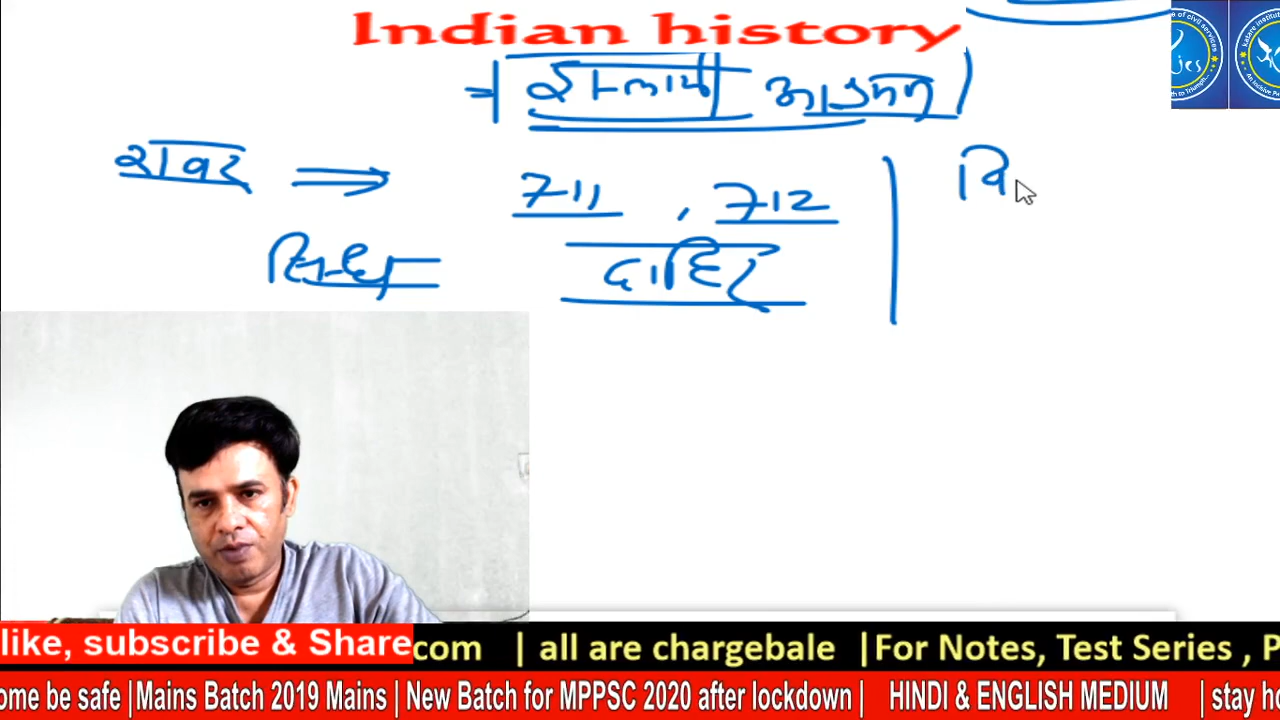 Indian history
→ इस्लामी आक्रमण
⇒ 711 , 712
सिन्ध दाहिर
वि
like, subscribe & Share com | all are chargebale |For Notes, Test Series , P
ome be safe |Mains Batch 2019 Mains | New Batch for MPPSC 2020 after lockdown | HINDI & ENGLISH MEDIUM | stay ho